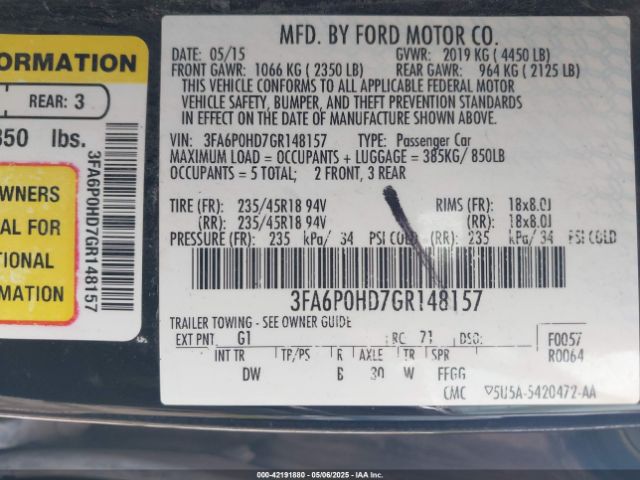 ORMATION
REAR: 3
850 lbs.
WNERS
AL FOR
TIONAL
RMATION
3FA6P0HD7GR148157
MFD. BY FORD MOTOR CO.
DATE: 05/15 GVWR: 2019 KG ( 4450 LB)
FRONT GAWR: 1066 KG ( 2350 LB) REAR GAWR: 964 KG ( 2125 LB)
THIS VEHICLE CONFORMS TO ALL APPLICABLE FEDERAL MOTOR
VEHICLE SAFETY, BUMPER, AND THEFT PREVENTION STANDARDS
IN EFFECT ON THE DATE OF MANUFACTURE SHOWN ABOVE.
VIN: 3FA6P0HD7GR148157 TYPE: Passenger Car
MAXIMUM LOAD = OCCUPANTS + LUGGAGE = 385KG/ 850LB
OCCUPANTS = 5 TOTAL; 2 FRONT, 3 REAR
TIRE (FR): 235/45R18 94V RIMS (FR): 18x8.0J
(RR): 235/45R18 94V (RR): 18x8.0J
PRESSURE (FR): 235 kPa/ 34 PSI COLD (RR): 235 kPa/ 34 PSI COLD
3FA6P0HD7GR148157
TRAILER TOWING - SEE OWNER GUIDE
EXT PNT: G1 RC: 71 DSO: F0057
INT TR TP/PS R AXLE TR SPR R0064
DW B 30 W FFGG
CMC ▽5U5A-5420472-AA
000-42191880 - 05/06/2025 - IAA, Inc.